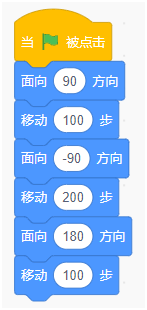 当 被点击
面向 90 方向
移动 100 步
面向 -90 方向
移动 200 步
面向 180 方向
移动 100 步